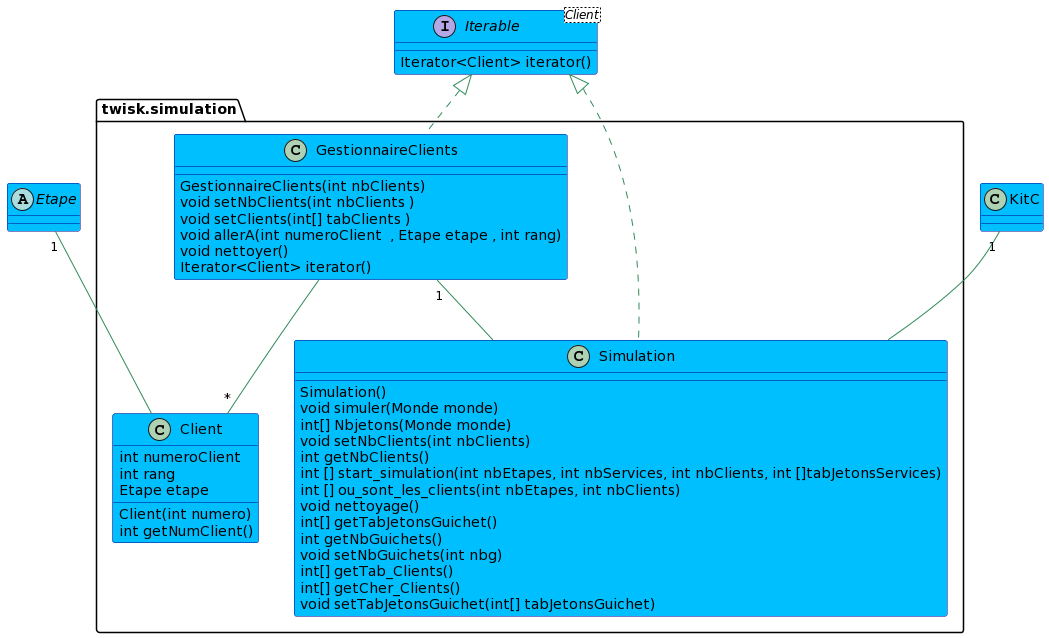 Client
I Iterable
Iterator<Client> iterator()
twisk.simulation
C GestionnaireClients
GestionnaireClients(int nbClients)
void setNbClients(int nbClients )
void setClients(int[] tabClients )
void allerA(int numeroClient  , Etape etape , int rang)
void nettoyer()
Iterator<Client> iterator()
A Etape
C KitC
1
1
1
*
C Simulation
Simulation()
void simuler(Monde monde)
int[] Nbjetons(Monde monde)
void setNbClients(int nbClients)
int getNbClients()
int [] start_simulation(int nbEtapes, int nbServices, int nbClients, int []tabJetonsServices)
int [] ou_sont_les_clients(int nbEtapes, int nbClients)
void nettoyage()
int[] getTabJetonsGuichet()
int getNbGuichets()
void setNbGuichets(int nbg)
int[] getTab_Clients()
int[] getCher_Clients()
void setTabJetonsGuichet(int[] tabJetonsGuichet)
C Client
int numeroClient
int rang
Etape etape
Client(int numero)
int getNumClient()